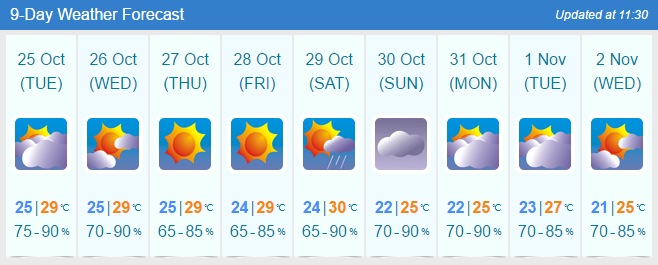 9-Day Weather Forecast Updated at 11:30
25 Oct 26 Oct 27 Oct 28 Oct 29 Oct 30 Oct 31 Oct 1 Nov 2 Nov
(TUE) (WED) (THU) (FRI) (SAT) (SUN) (MON) (TUE) (WED)
25|29℃ 25|29℃ 25|29℃ 24|29℃ 24|30℃ 22|25℃ 22|25℃ 23|27℃ 21|25℃
75-90% 70-90% 65-85% 65-85% 65-90% 70-90% 70-90% 70-85% 70-85%